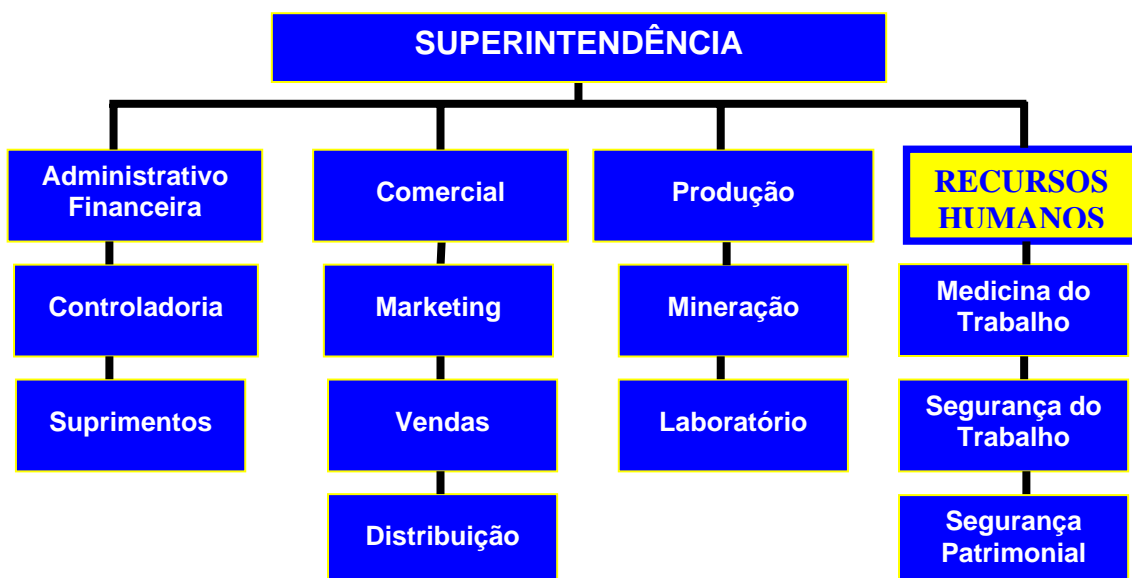 SUPERINTENDÊNCIA
Administrativo
Financeira
Comercial
Produção
RECURSOS
HUMANOS
Controladoria
Marketing
Mineração
Medicina do
Trabalho
Suprimentos
Vendas
Laboratório
Segurança do
Trabalho
Distribuição
Segurança
Patrimonial